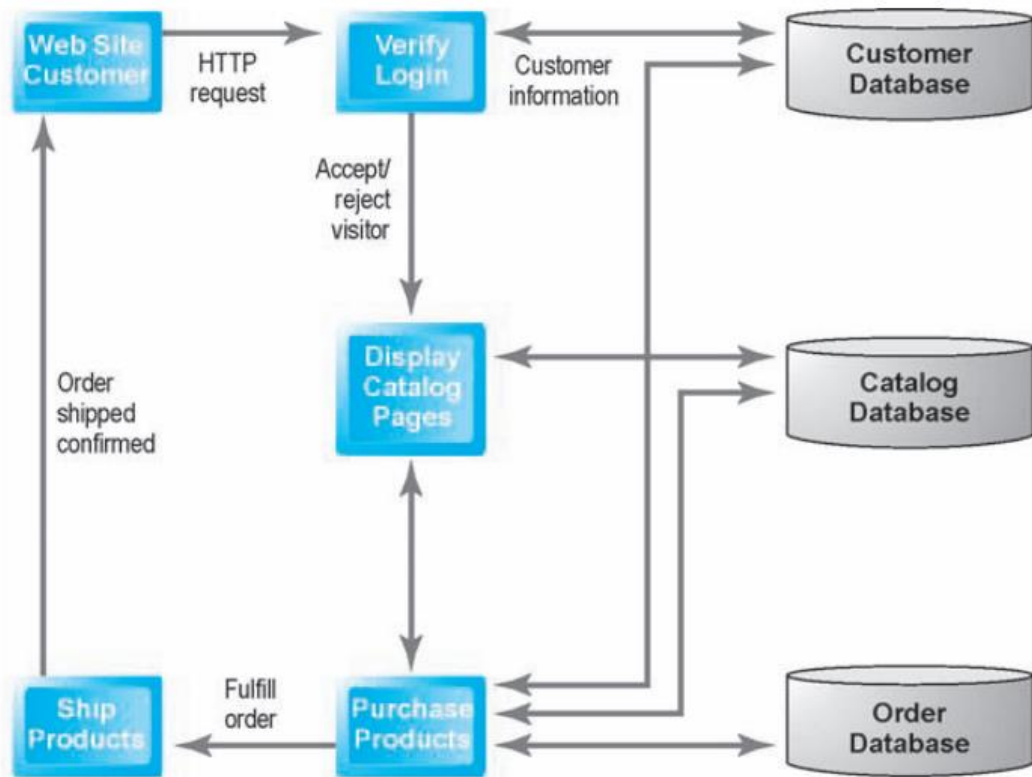 Web Site
Customer
HTTP
request
Verify
Login
Customer
information
Customer
Database
Accept/
reject
visitor
Display
Catalog
Pages
Catalog
Database
Order
shipped
confirmed
Ship
Products
Fulfill
order
Purchase
Products
Order
Database